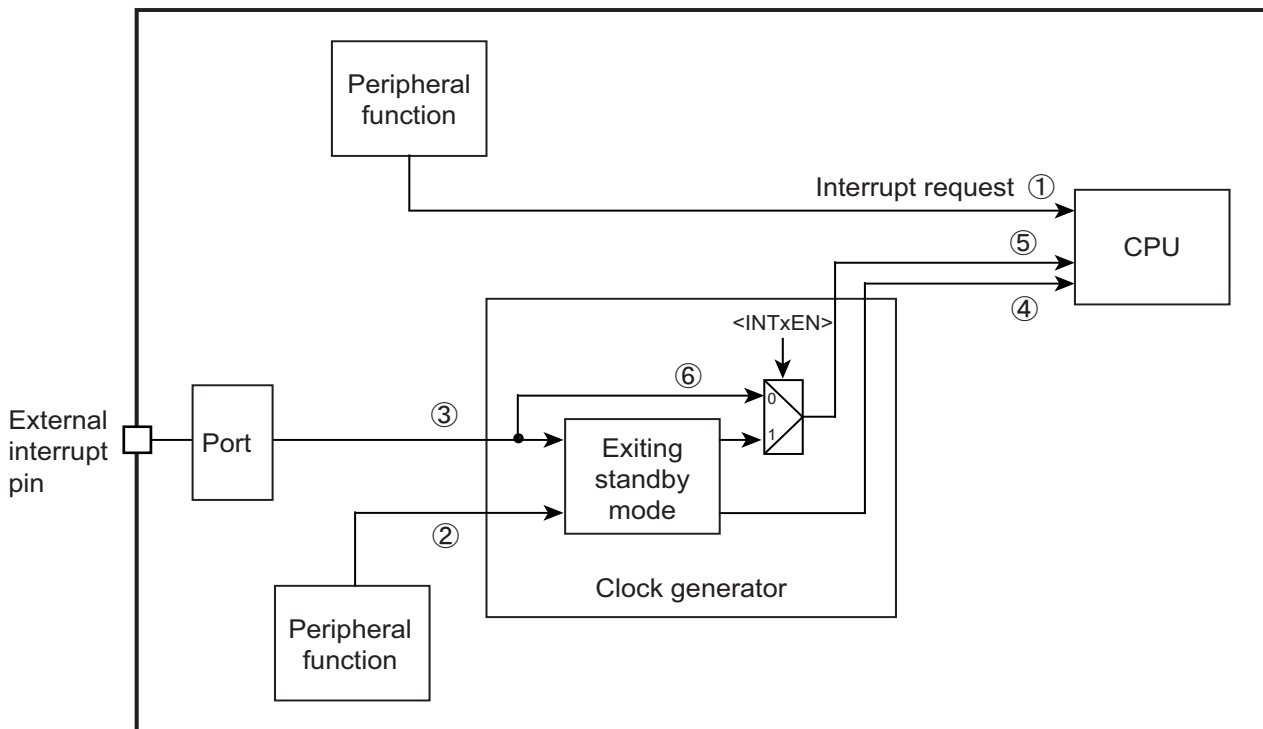 Peripheral
function
Interrupt request ①
⑤
CPU
④
<INTxEN>
⑥
0
External
interrupt
pin
Port
③
1
Exiting
standby
mode
②
Clock generator
Peripheral
function